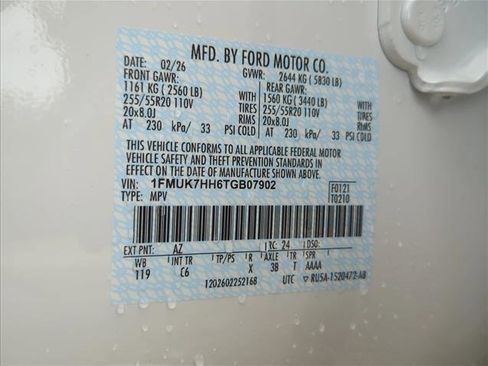 MFD. BY FORD MOTOR CO.
DATE: 02/26 GVWR: 2644 KG ( 5830 LB)
FRONT GAWR: REAR GAWR:
1161 KG ( 2560 LB) 1560 KG ( 3440 LB) WITH
255/55R20 110V WITH 255/55R20 110V TIRES
20x8.0J TIRES 20x8.0J RIMS
AT 230 kPa/ 33 PSI COLD RIMS AT 230 kPa/ 33 PSI COLD
THIS VEHICLE CONFORMS TO ALL APPLICABLE FEDERAL MOTOR
VEHICLE SAFETY AND THEFT PREVENTION STANDARDS IN
EFFECT ON THE DATE OF MANUFACTURE SHOWN ABOVE.
VIN: 1FMUK7HH6TGB07902 F0121
TYPE: MPV T0210
EXT PNT: AZ RC: 24 DSO:
WB INT TR TP/PS R AXLE TR SPR
119 C6 X 3B T AAAA
1202602252168 UTC RU5A-1520472-AB